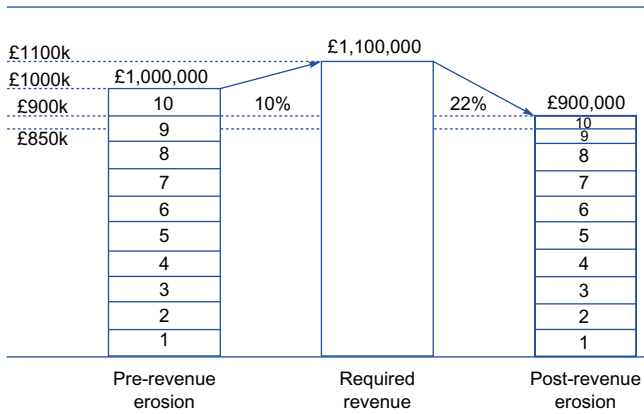 £1100k
£1,100,000
£1000k
£1,000,000
£900k
10
10%
22%
£900,000
10
£850k
9
9
8
8
7
7
6
6
5
5
4
4
3
3
2
2
1
1
Pre-revenue
erosion
Required
revenue
Post-revenue
erosion